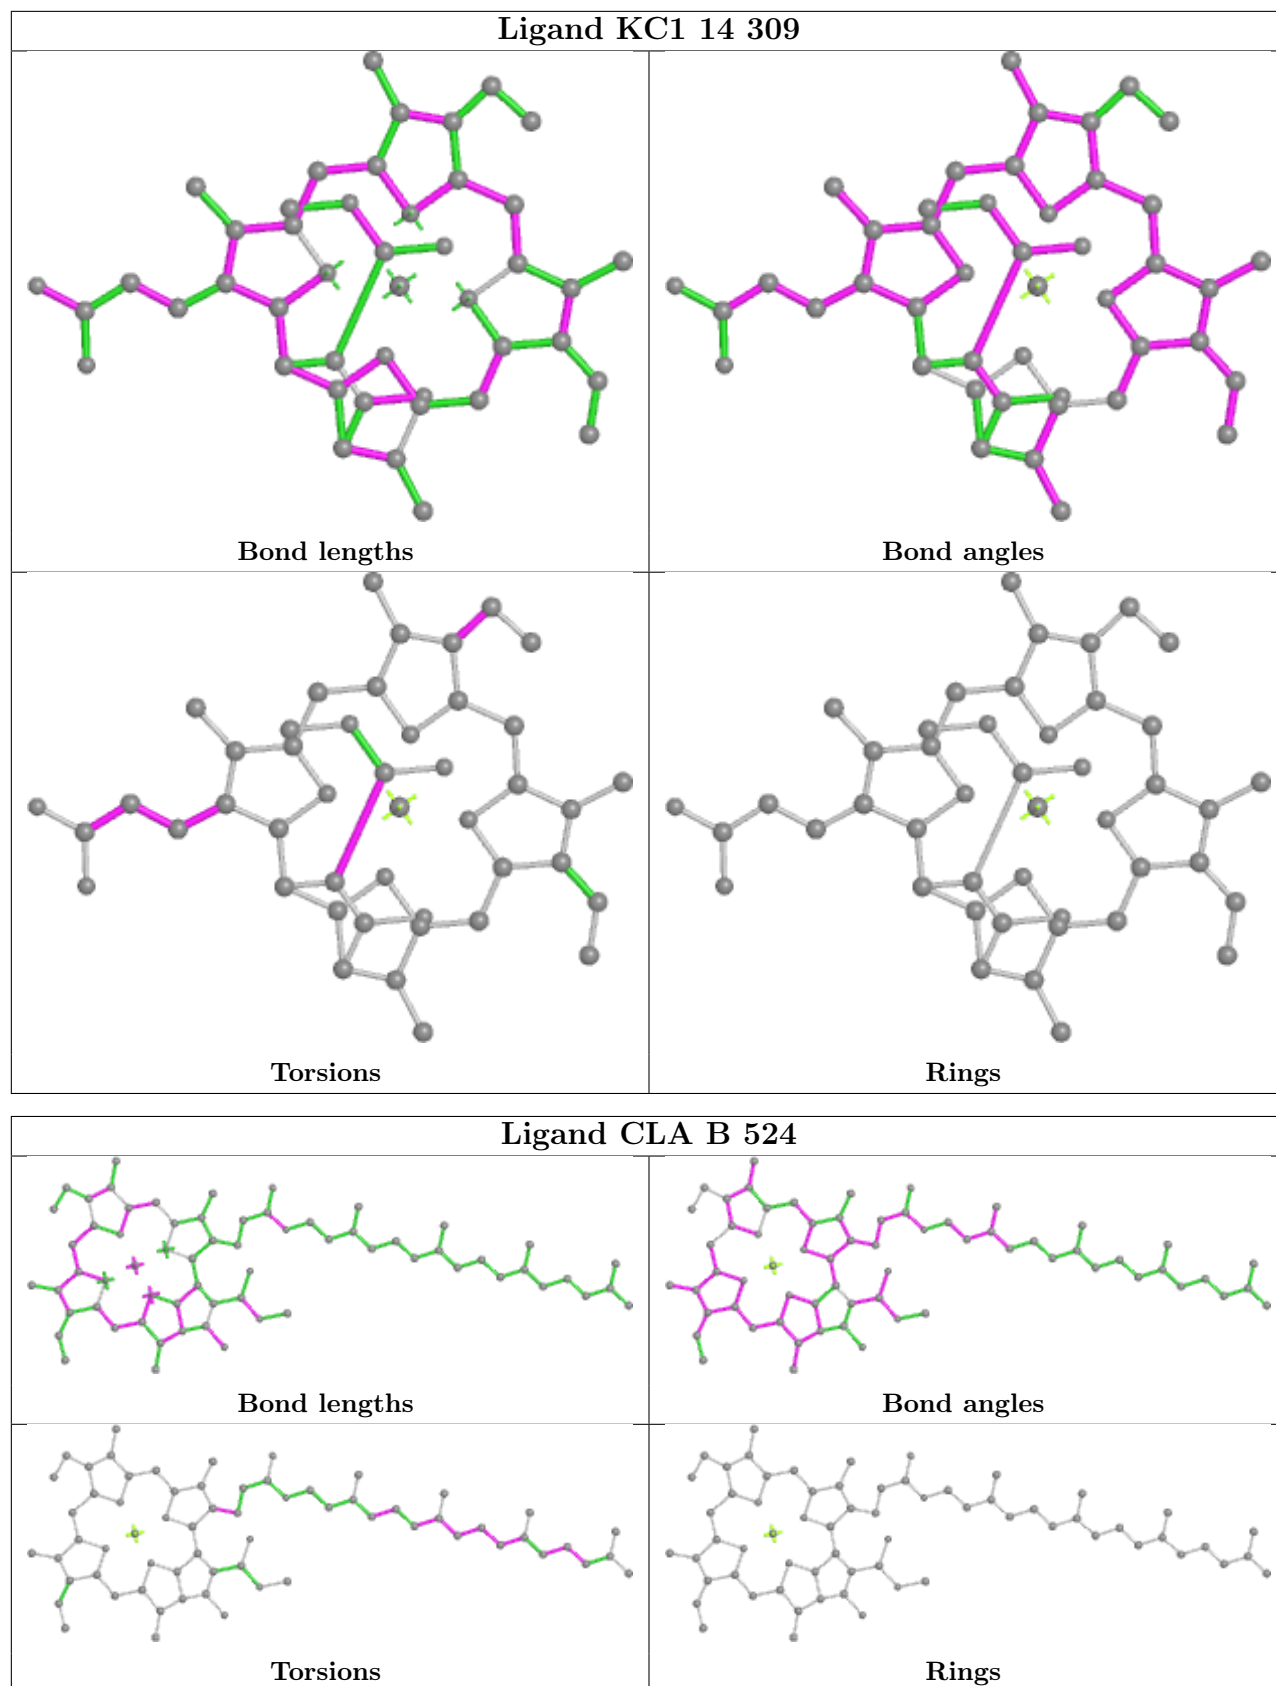 Ligand KC1 14 309
Bond lengths
Bond angles
Torsions
Rings
Ligand CLA B 524
Bond lengths
Bond angles
Torsions
Rings